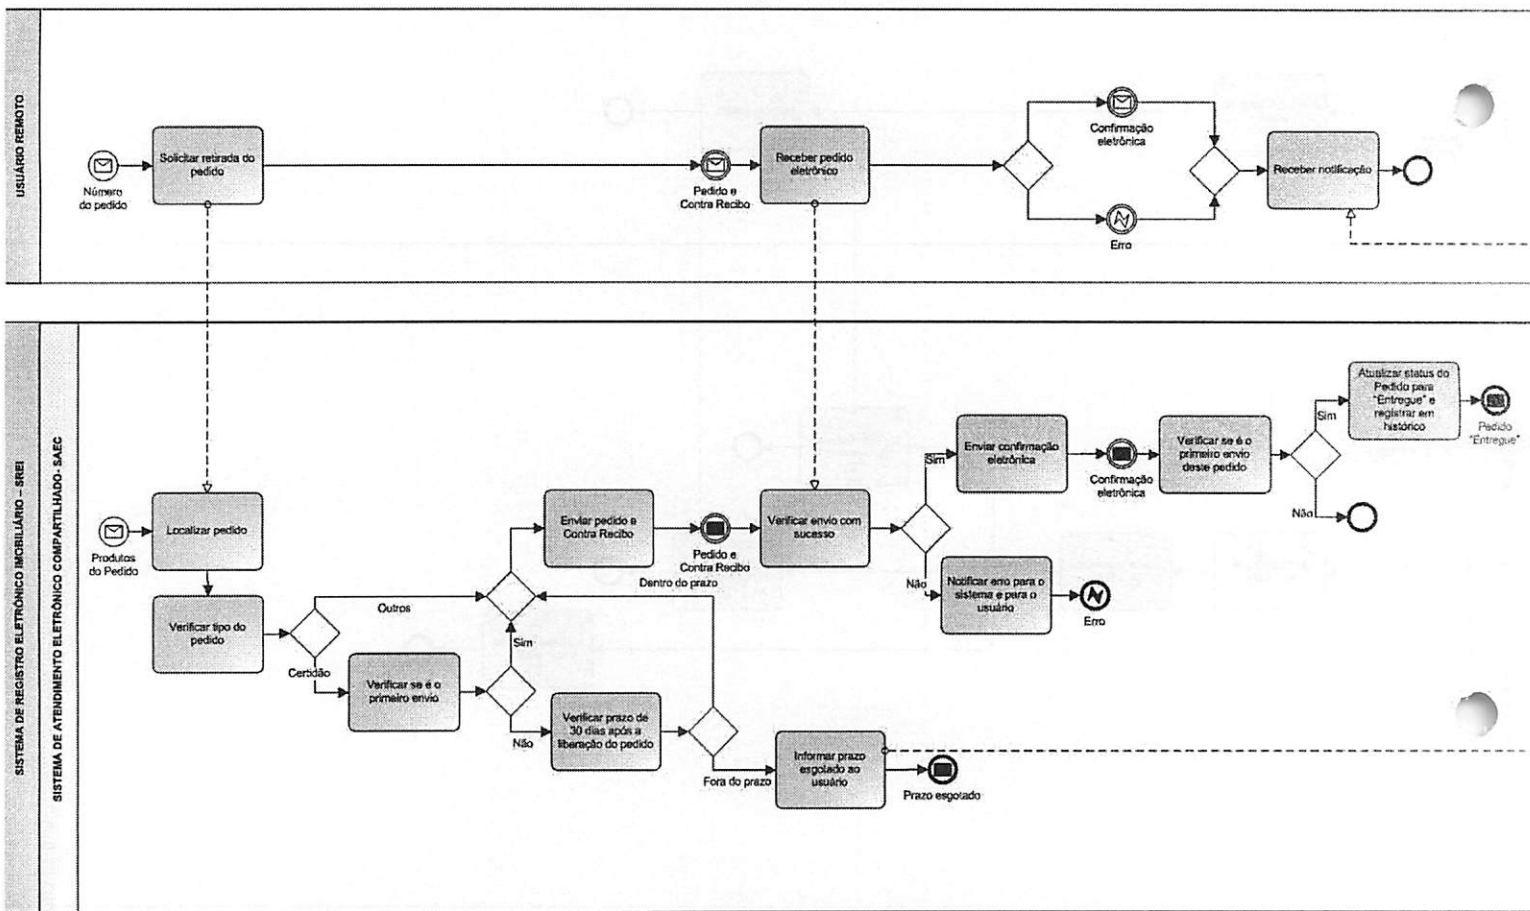 USUÁRIO REMOTO
Número
do pedido
Solicitar retirada do
pedido
Pedido e
Contra Recibo
Receber pedido
eletrônico
Confirmação
eletrônica
Erro
Receber notificação
SISTEMA DE REGISTRO ELETRÔNICO IMOBILIÁRIO – SREI
SISTEMA DE ATENDIMENTO ELETRÔNICO COMPARTILHADO- SAEC
Produtos
do Pedido
Localizar pedido
Verificar tipo do
pedido
Outros
Certidão
Verificar se é o
primeiro envio
Sim
Não
Enviar pedido e
Contra Recibo
Pedido e
Contra Recibo
Dentro do prazo
Verificar prazo de
30 dias após a
liberação do pedido
Fora do prazo
Informar prazo
esgotado ao
usuário
Prazo esgotado
Verificar envio com
sucesso
Sim
Não
Enviar confirmação
eletrônica
Confirmação
eletrônica
Notificar erro para o
sistema e para o
usuário
Erro
Verificar se é o
primeiro envio
deste pedido
Sim
Não
Atualizar status do
Pedido para
"Entregue" e
registrar em
histórico
Pedido
"Entregue"